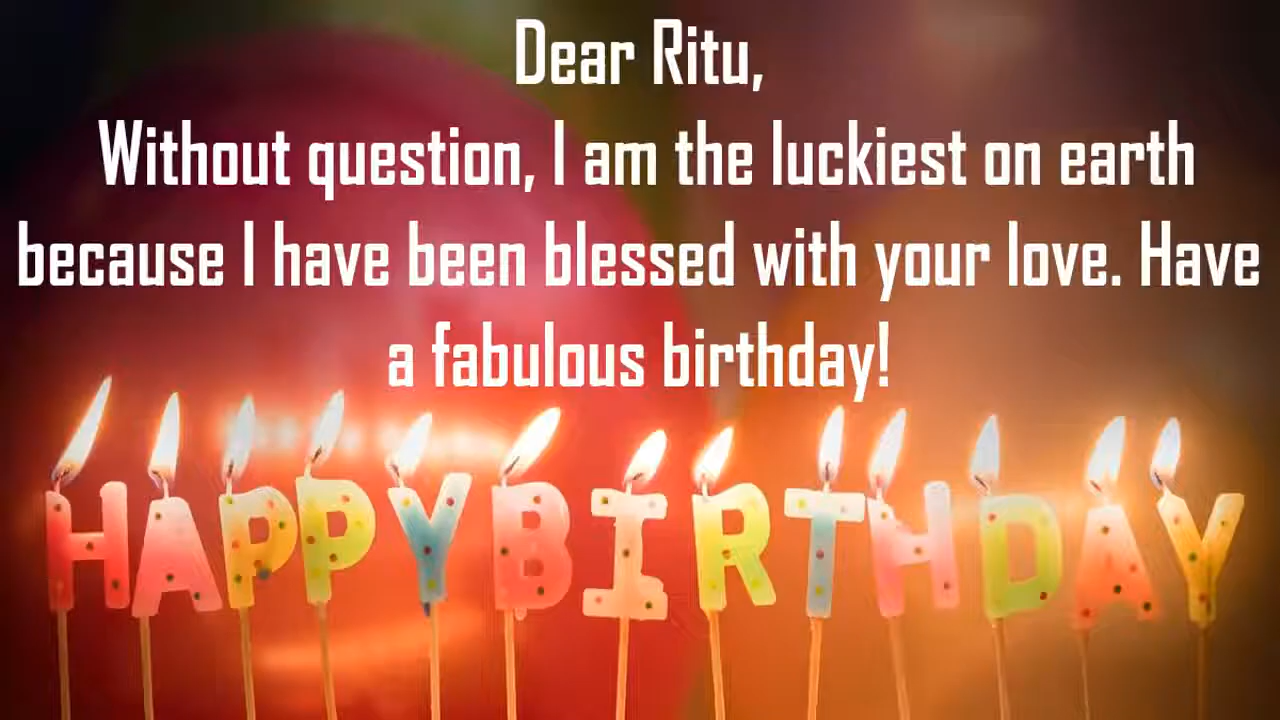 Dear Ritu,
Without question, I am the luckiest on earth
because I have been blessed with your love. Have
a fabulous birthday!
HAPPY BIRTHDAY